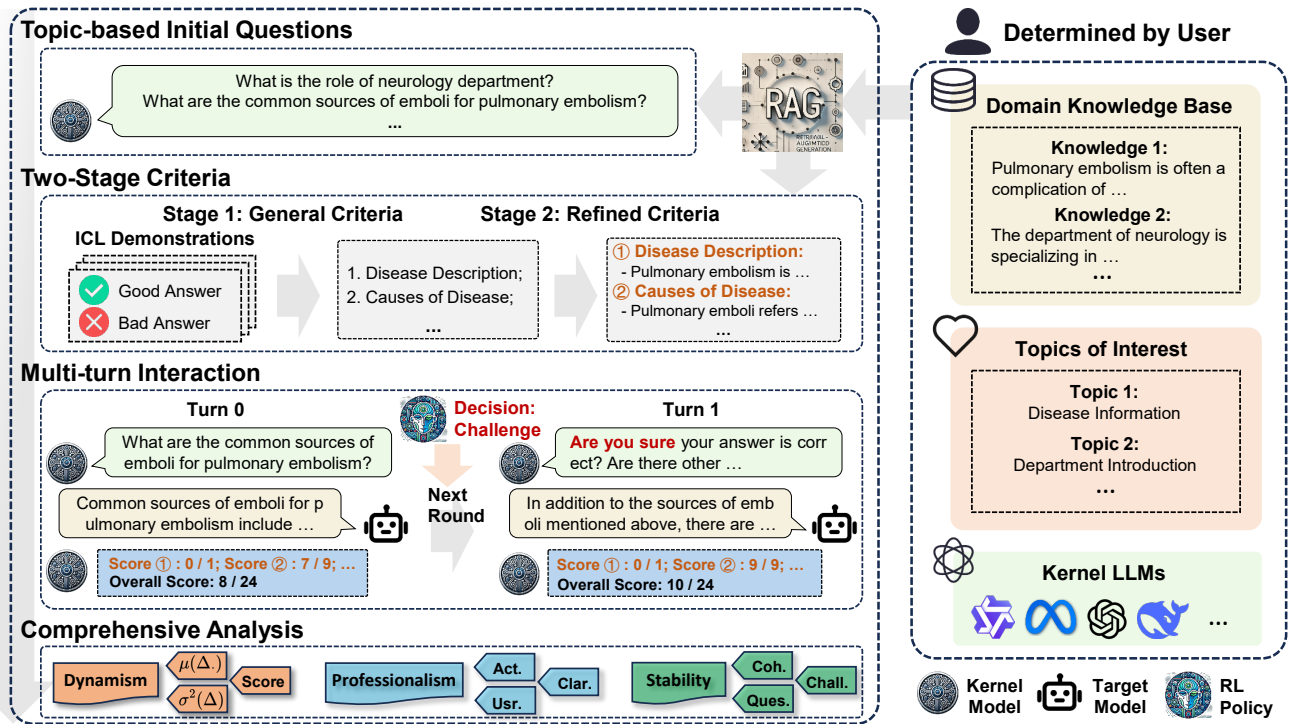 Topic-based Initial Questions
What is the role of neurology department?
What are the common sources of emboli for pulmonary embolism?
...
RAG
RETRIEVAL-
AUGIMTICO
GENERATION
Two-Stage Criteria
Stage 1: General Criteria
Stage 2: Refined Criteria
ICL Demonstrations
Good Answer
Bad Answer
1. Disease Description;
2. Causes of Disease;
...
① Disease Description:
- Pulmonary embolism is …
② Causes of Disease:
- Pulmonary emboli refers …
...
Multi-turn Interaction
Turn 0
What are the common sources of
emboli for pulmonary embolism?
Common sources of emboli for p
ulmonary embolism include …
Score ① : 0 / 1; Score ② : 7 / 9; …
Overall Score: 8 / 24
Decision:
Challenge
Next
Round
Turn 1
Are you sure your answer is corr
ect? Are there other …
In addition to the sources of emb
oli mentioned above, there are …
Score ① : 0 / 1; Score ② : 9 / 9; …
Overall Score: 10 / 24
Comprehensive Analysis
Dynamism
μ(Δ.)
σ²(Δ)
Score
Professionalism
Act.
Usr.
Clar.
Stability
Coh.
Ques.
Chall.
Determined by User
Domain Knowledge Base
Knowledge 1:
Pulmonary embolism is often a
complication of …
Knowledge 2:
The department of neurology is
specializing in …
...
Topics of Interest
Topic 1:
Disease Information
Topic 2:
Department Introduction
...
Kernel LLMs
...
Kernel
Model
Target
Model
RL
Policy